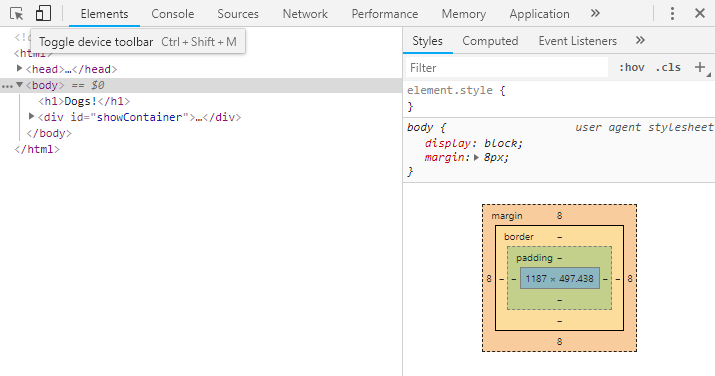 Elements Console Sources Network Performance Memory Application »
Toggle device toolbar Ctrl + Shift + M
<html>
<head>…</head>
<body> == $0
<h1>Dogs!</h1>
<div id="showContainer">…</div>
</body>
</html>
Styles Computed Event Listeners »
Filter :hov .cls +
element.style {
}
body { user agent stylesheet
display: block;
margin: 8px;
}
margin 8
border –
padding –
8 – – 1187 × 497.438 – – 8
–
–
8